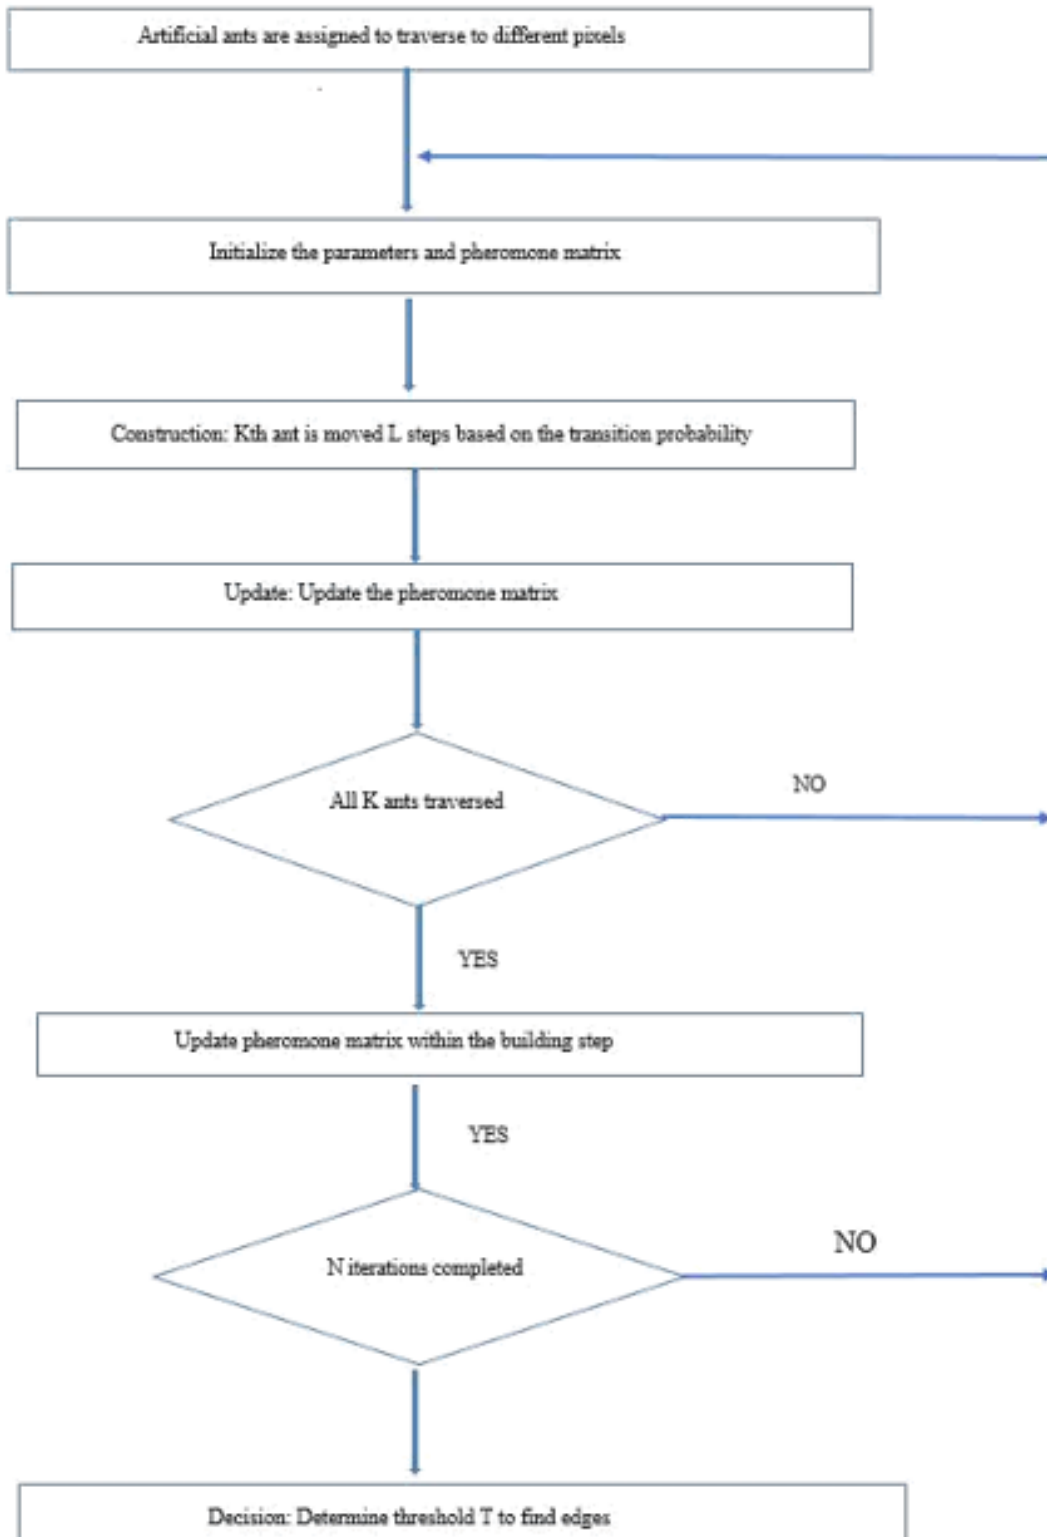 Artificial ants are assigned to traverse to different pixels
Initialize the parameters and pheromone matrix
Construction: Kth ant is moved L steps based on the transition probability
Update: Update the pheromone matrix
All K ants traversed
NO
YES
Update pheromone matrix within the building step
YES
N iterations completed
NO
Decision: Determine threshold T to find edges